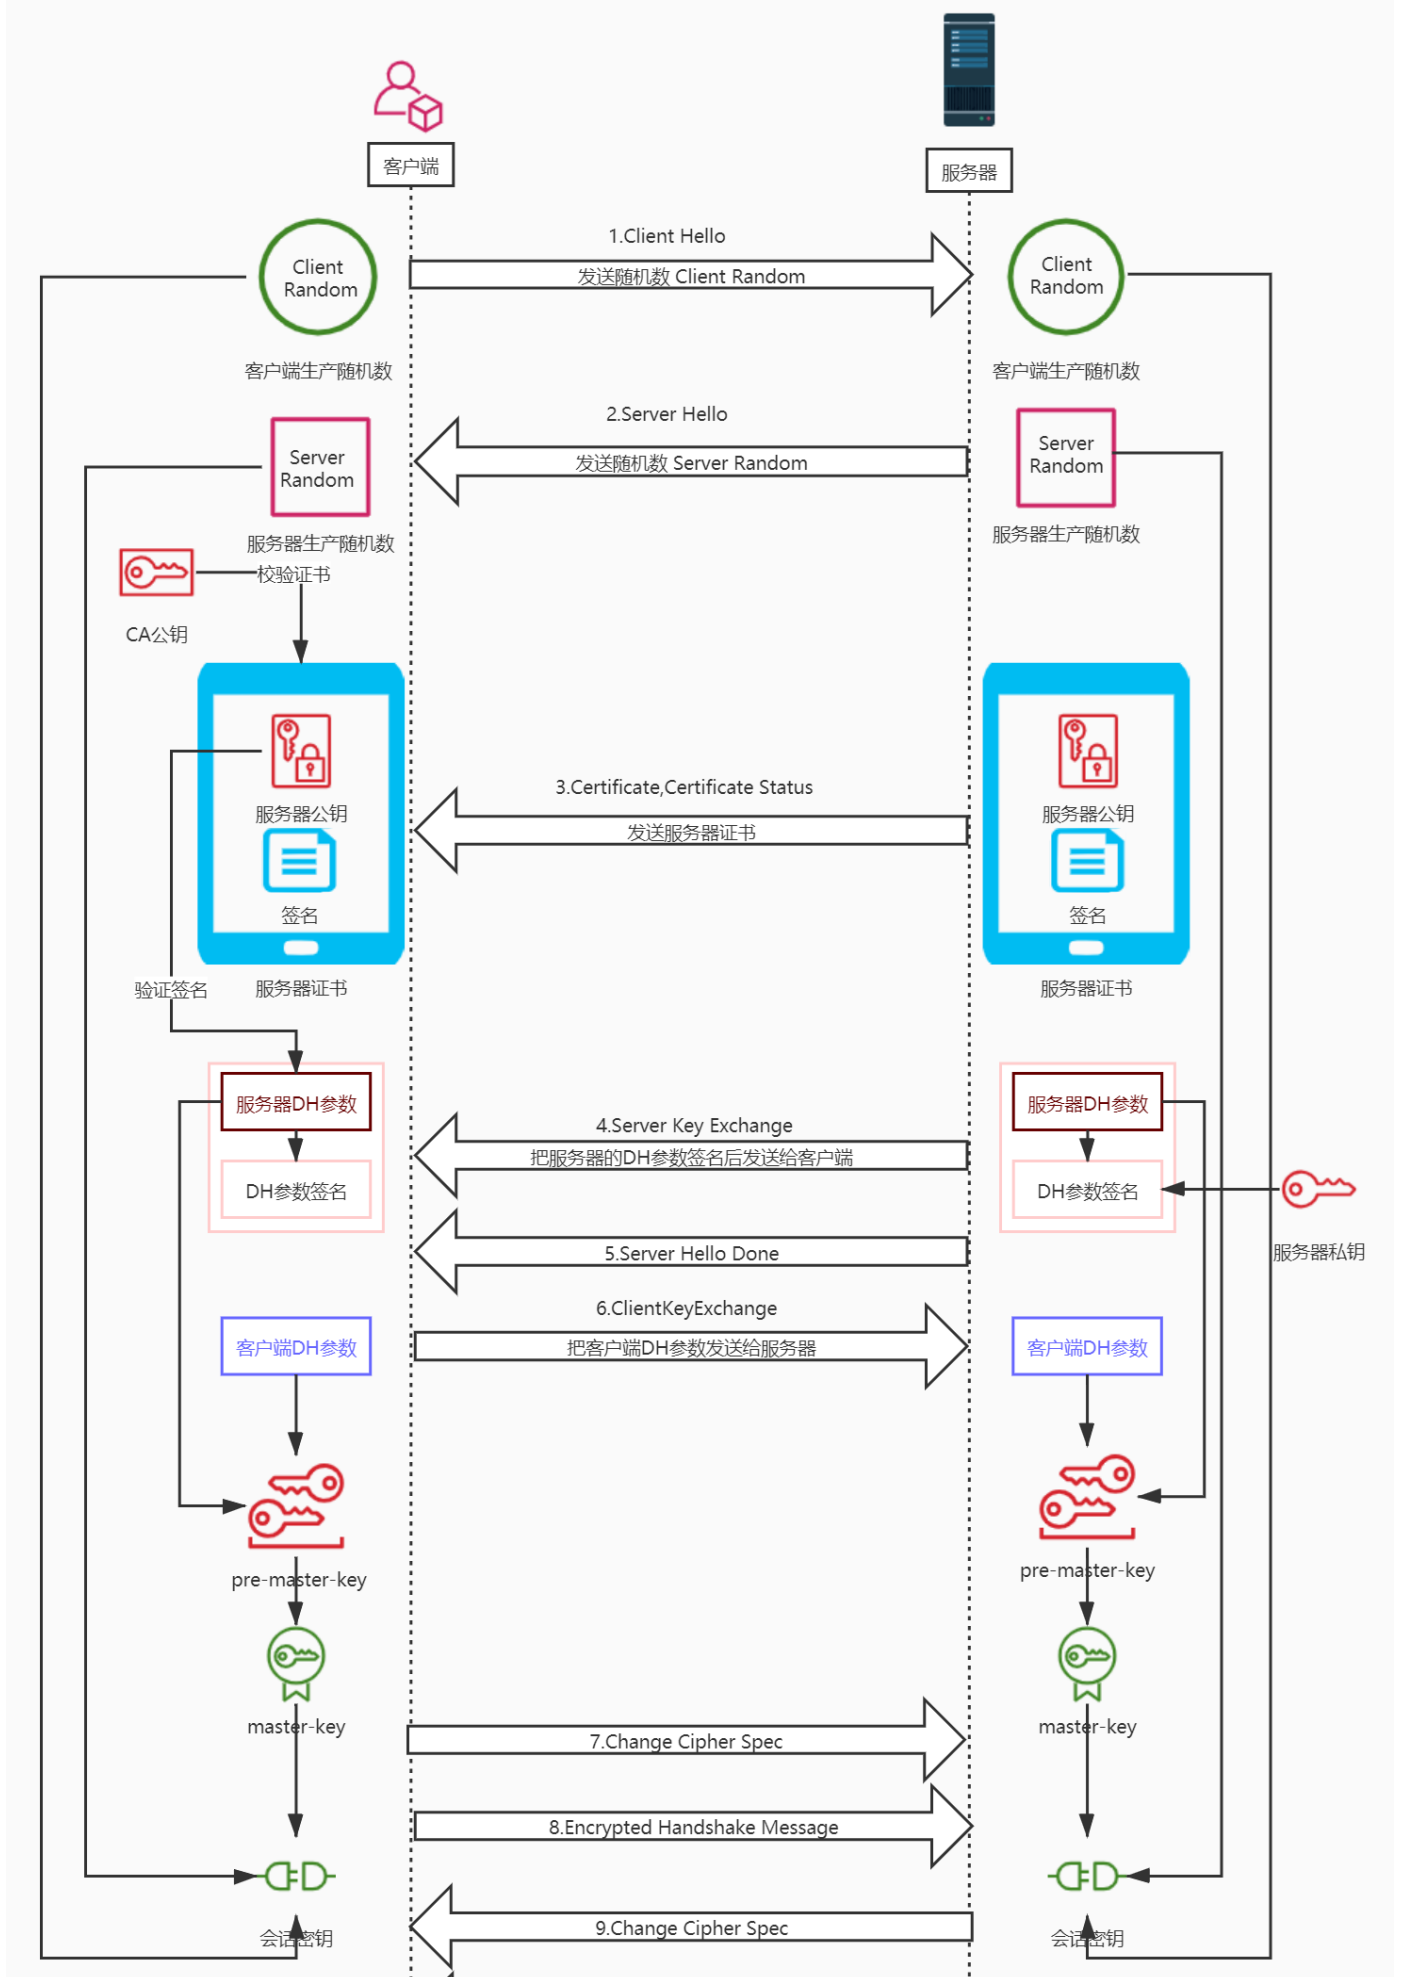 客户端
服务器
1.Client Hello
发送随机数 Client Random
Client
Random
客户端生产随机数
Client
Random
客户端生产随机数
2.Server Hello
发送随机数 Server Random
Server
Random
服务器生产随机数
Server
Random
服务器生产随机数
校验证书
CA公钥
服务器公钥
签名
服务器证书
3.Certificate,Certificate Status
发送服务器证书
服务器公钥
签名
服务器证书
验证签名
服务器DH参数
DH参数签名
4.Server Key Exchange
把服务器的DH参数签名后发送给客户端
服务器DH参数
DH参数签名
服务器私钥
5.Server Hello Done
6.ClientKeyExchange
把客户端DH参数发送给服务器
客户端DH参数
客户端DH参数
pre-master-key
pre-master-key
master-key
master-key
7.Change Cipher Spec
8.Encrypted Handshake Message
9.Change Cipher Spec
会话密钥
会话密钥